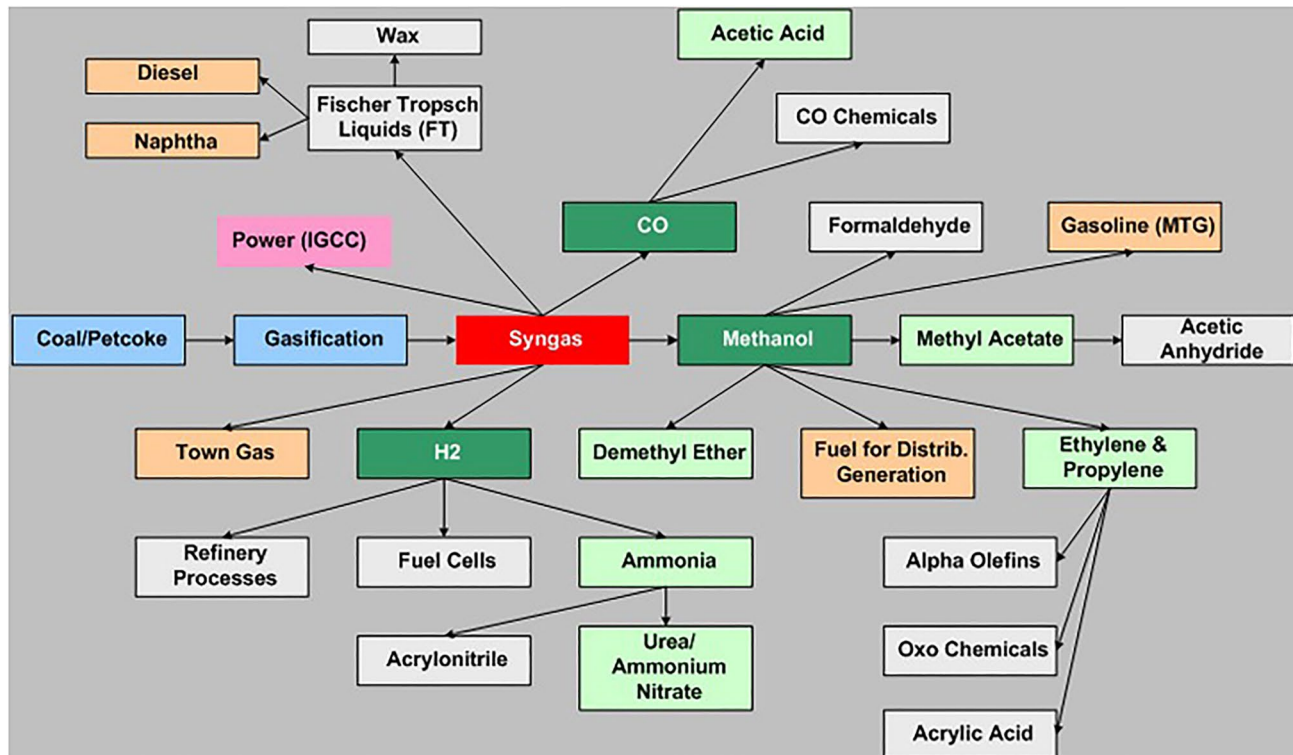 Wax
Acetic Acid
Diesel
Fischer Tropsch
Liquids (FT)
CO Chemicals
Naphtha
Power (IGCC)
CO
Formaldehyde
Gasoline (MTG)
Coal/Petcoke
Gasification
Syngas
Methanol
Methyl Acetate
Acetic
Anhydride
Town Gas
H2
Demethyl Ether
Fuel for Distrib.
Generation
Ethylene &
Propylene
Refinery
Processes
Fuel Cells
Ammonia
Alpha Olefins
Acrylonitrile
Urea/
Ammonium
Nitrate
Oxo Chemicals
Acrylic Acid